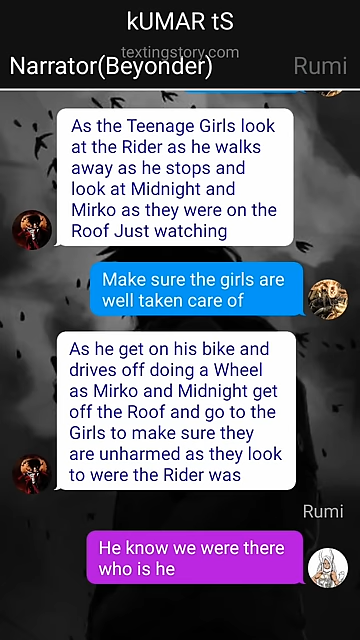 kUMAR tS
textingstory.com
Narrator(Beyonder) Rumi
As the Teenage Girls look
at the Rider as he walks
away as he stops and
look at Midnight and
Mirko as they were on the
Roof Just watching
Make sure the girls are
well taken care of
As he get on his bike and
drives off doing a Wheel
as Mirko and Midnight get
off the Roof and go to the
Girls to make sure they
are unharmed as they look
to were the Rider was
Rumi
He know we were there
who is he